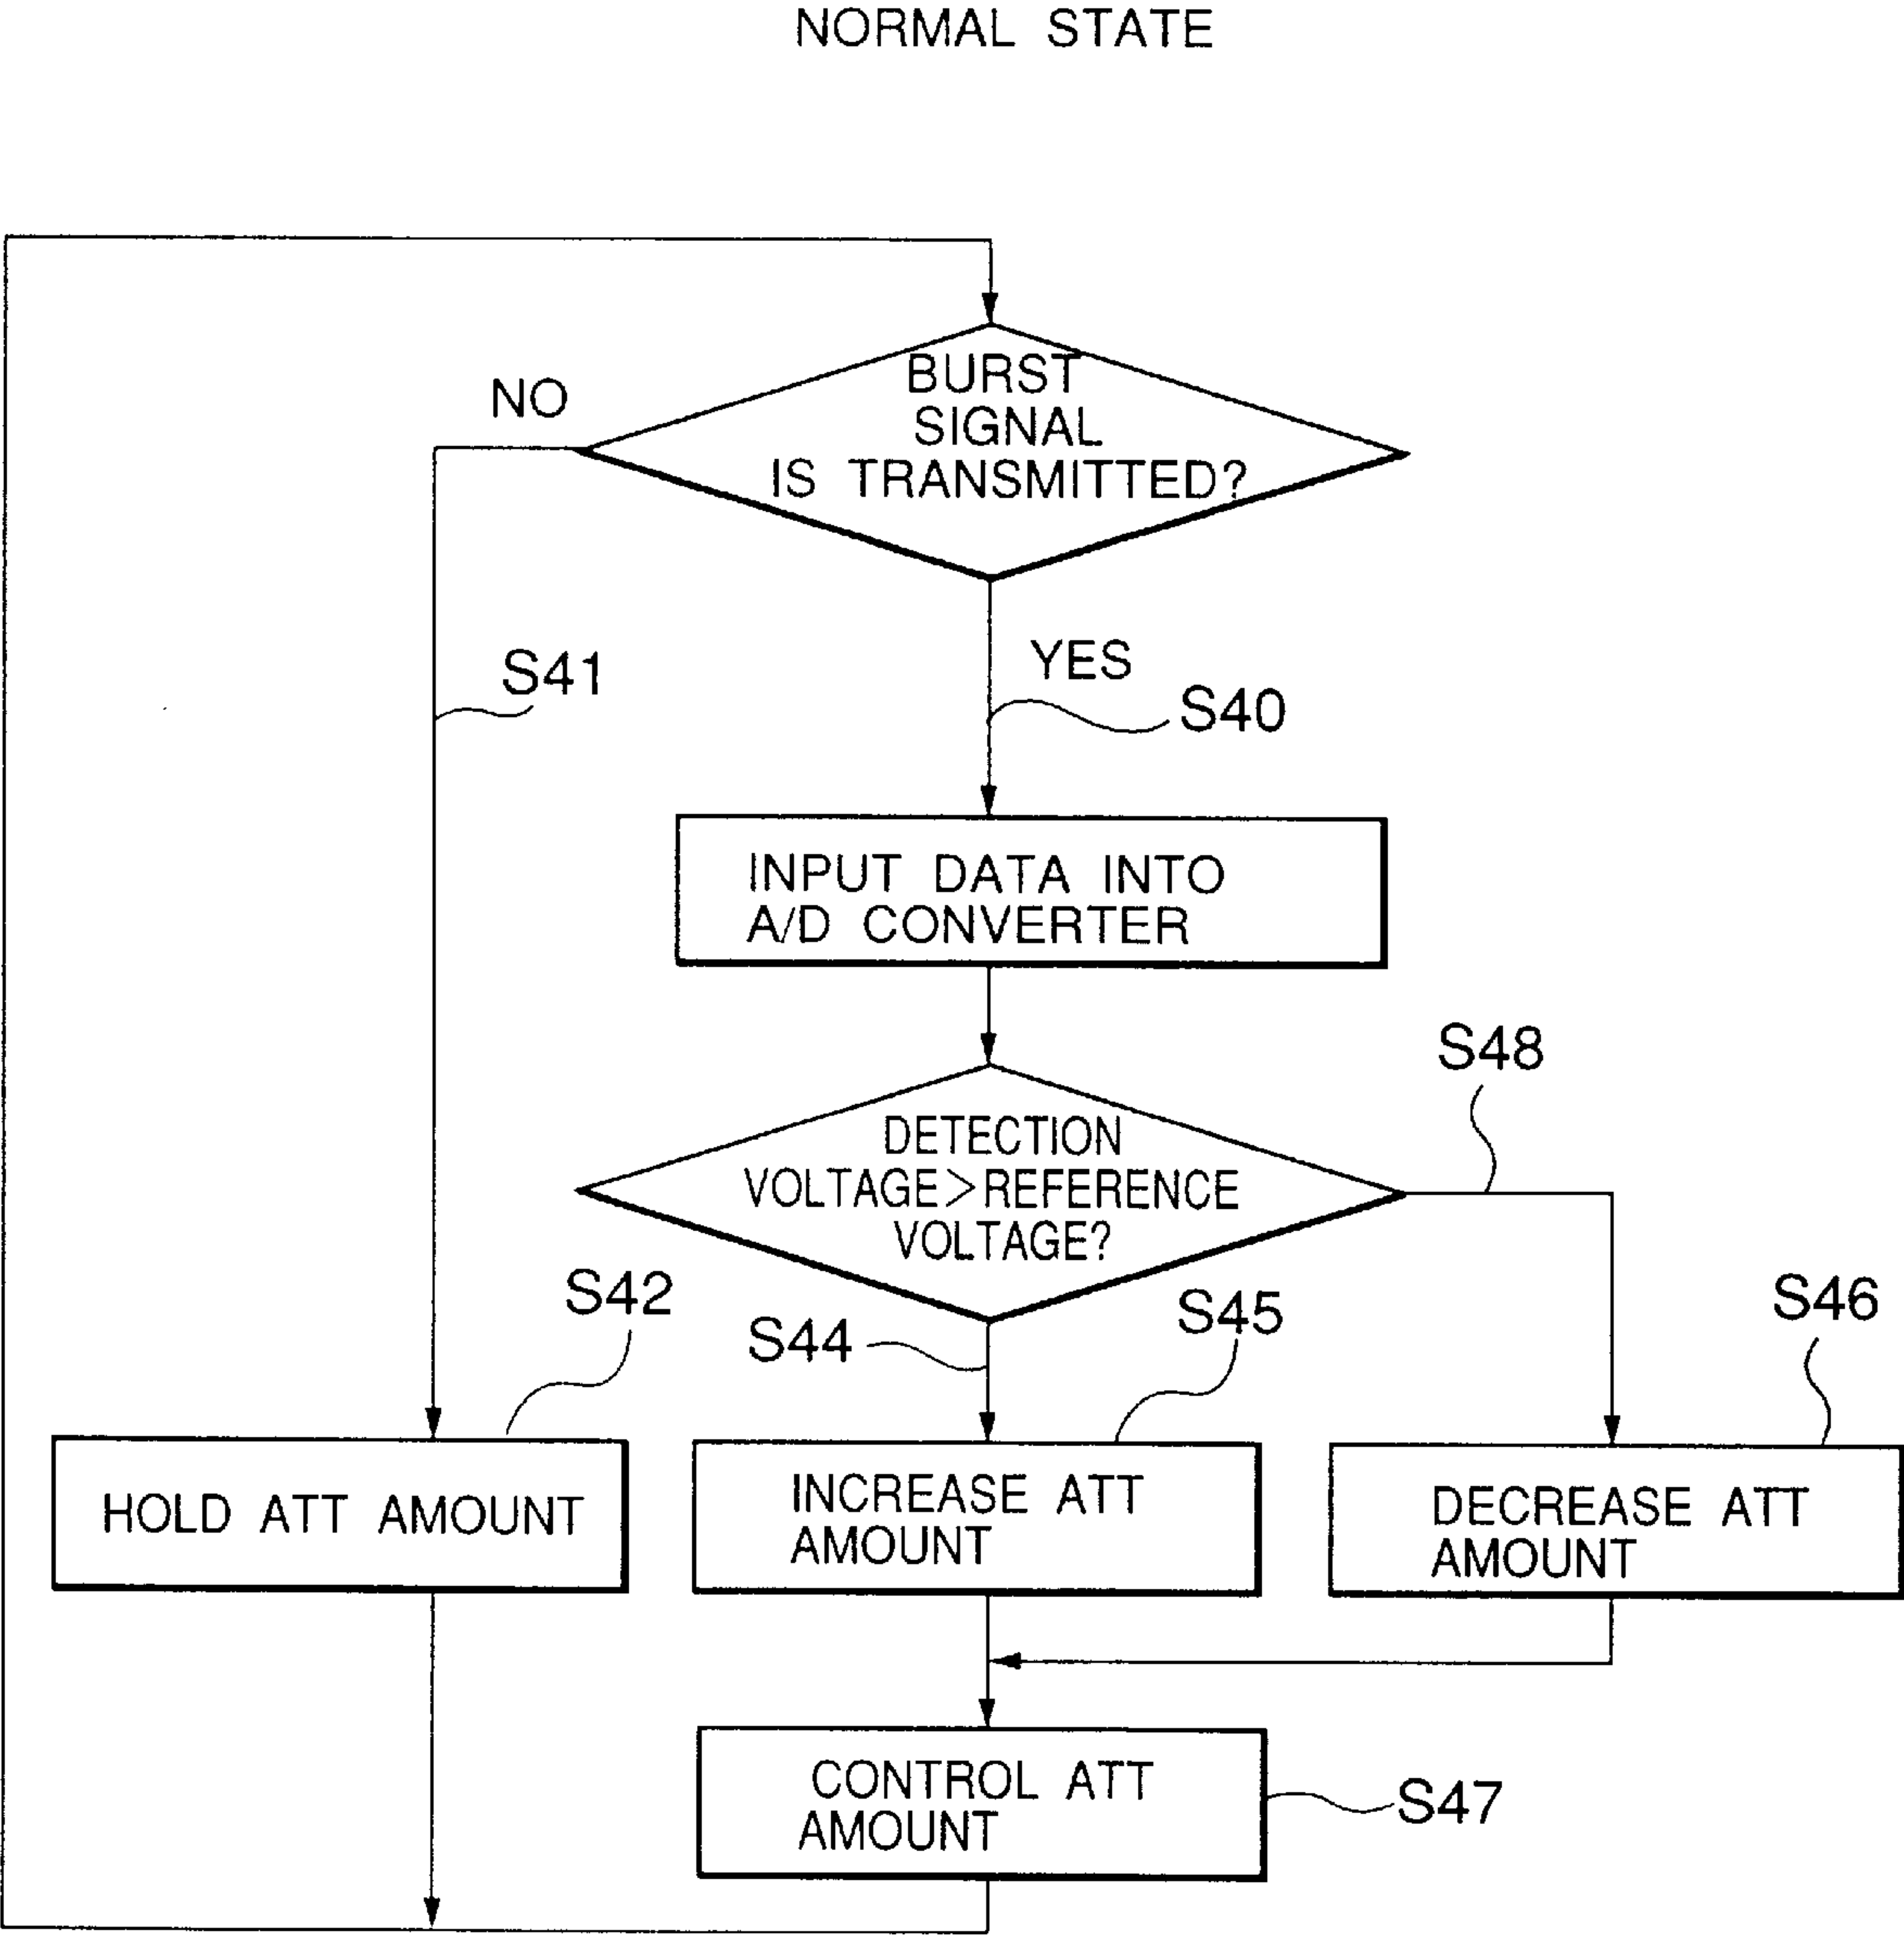 NORMAL STATE
NO
BURST
SIGNAL
IS TRANSMITTED?
S41
YES
S40
INPUT DATA INTO
A/D CONVERTER
S48
DETECTION
VOLTAGE>REFERENCE
VOLTAGE?
S42
S44
S45
S46
HOLD ATT AMOUNT
INCREASE ATT
AMOUNT
DECREASE ATT
AMOUNT
CONTROL ATT
AMOUNT
S47